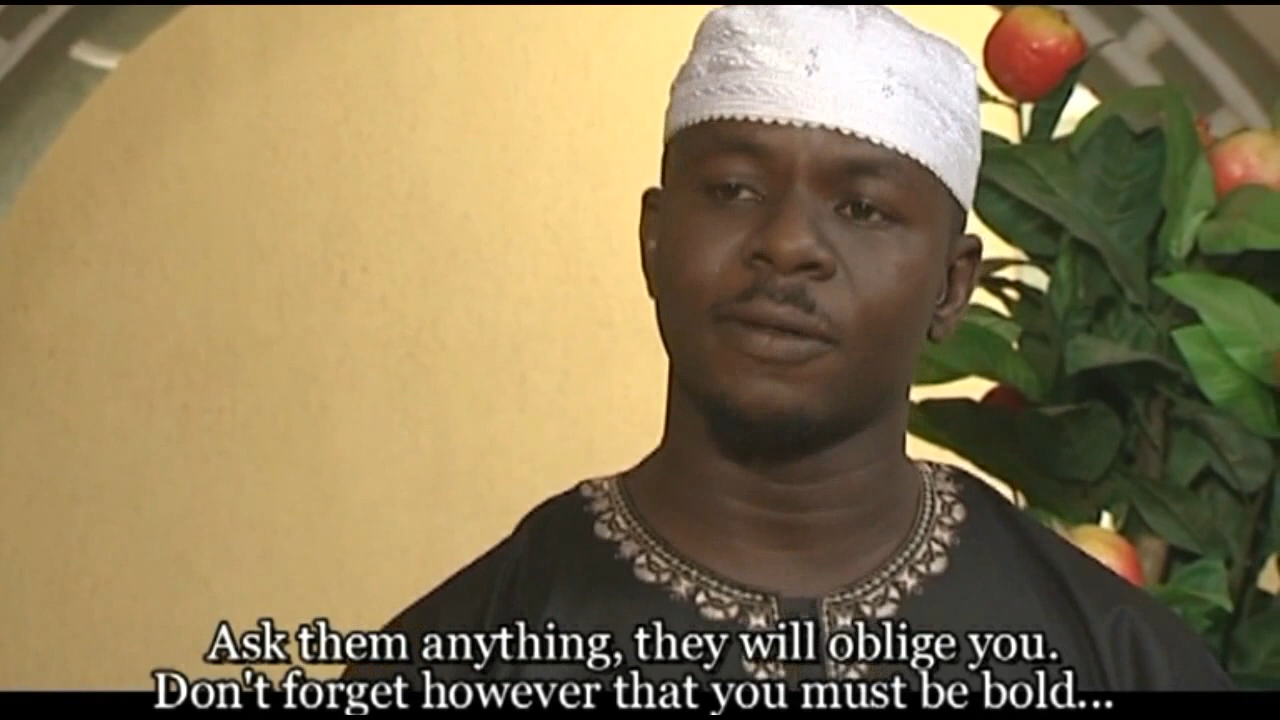 Ask them anything, they will oblige you.
Don't forget however that you must be bold...